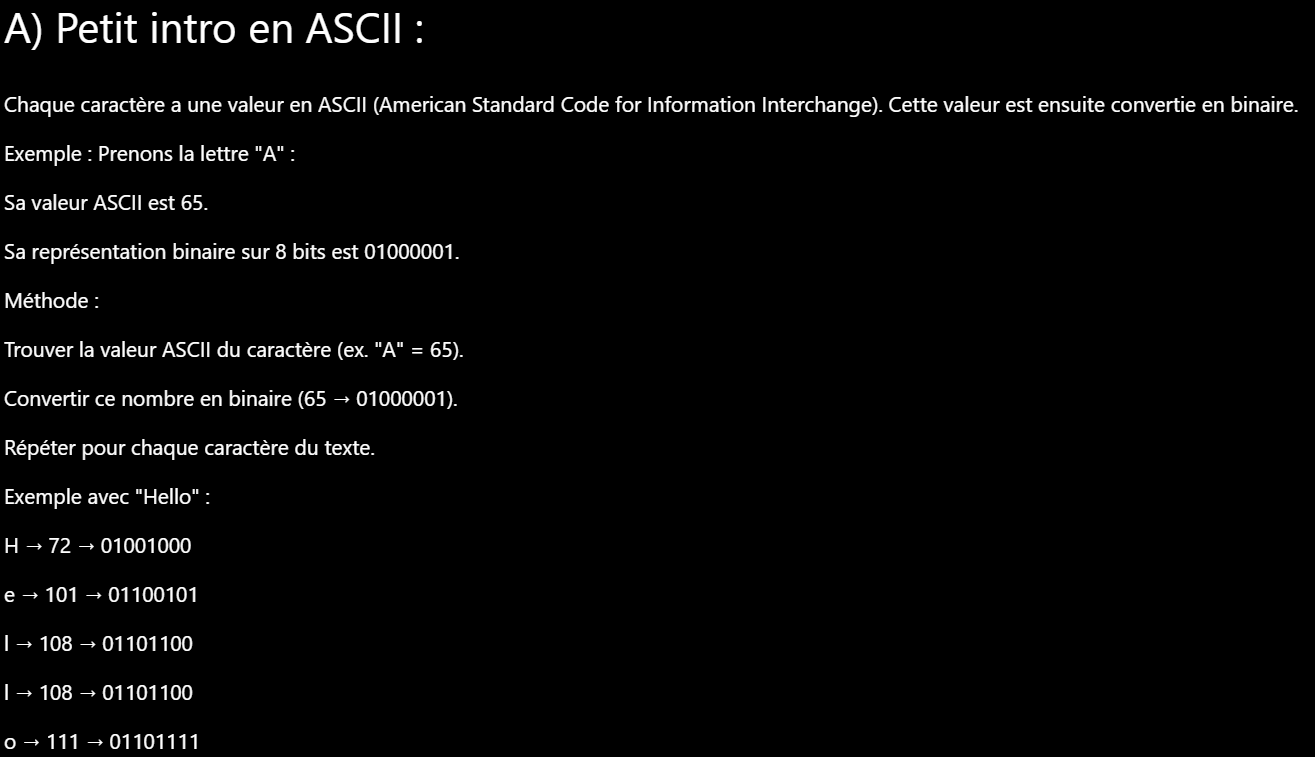 A) Petit intro en ASCII :
Chaque caractère a une valeur en ASCII (American Standard Code for Information Interchange). Cette valeur est ensuite convertie en binaire.
Exemple : Prenons la lettre "A" :
Sa valeur ASCII est 65.
Sa représentation binaire sur 8 bits est 01000001.
Méthode :
Trouver la valeur ASCII du caractère (ex. "A" = 65).
Convertir ce nombre en binaire (65 → 01000001).
Répéter pour chaque caractère du texte.
Exemple avec "Hello" :
H → 72 → 01001000
e → 101 → 01100101
l → 108 → 01101100
l → 108 → 01101100
o → 111 → 01101111